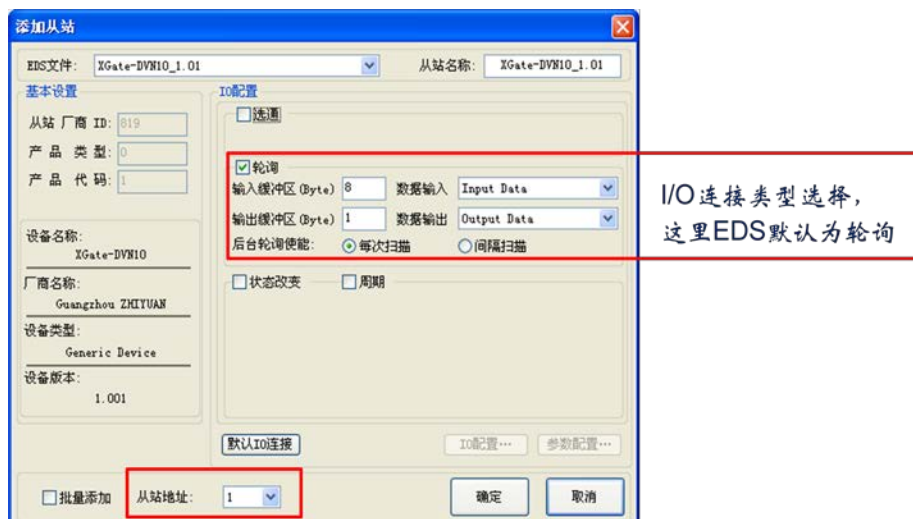 添加从站
EDS文件: XGate-DVN10_1.01 从站名称: XGate-DVN10_1.01
基本设置
从站 厂商 ID: 819
产 品 类 型: 0
产 品 代 码: 1
设备名称:
XGate-DVN10
厂商名称:
Guangzhou ZHIYUAN
设备类型:
Generic Device
设备版本:
1.001
IO配置
选通
轮询
输入缓冲区(Byte) 8 数据输入 Input Data
输出缓冲区(Byte) 1 数据输出 Output Data
后台轮询使能: 每次扫描 间隔扫描
状态改变 周期
默认IO连接 IO配置… 参数配置…
批量添加 从站地址: 1 确定 取消
I/O连接类型选择,
这里EDS默认为轮询